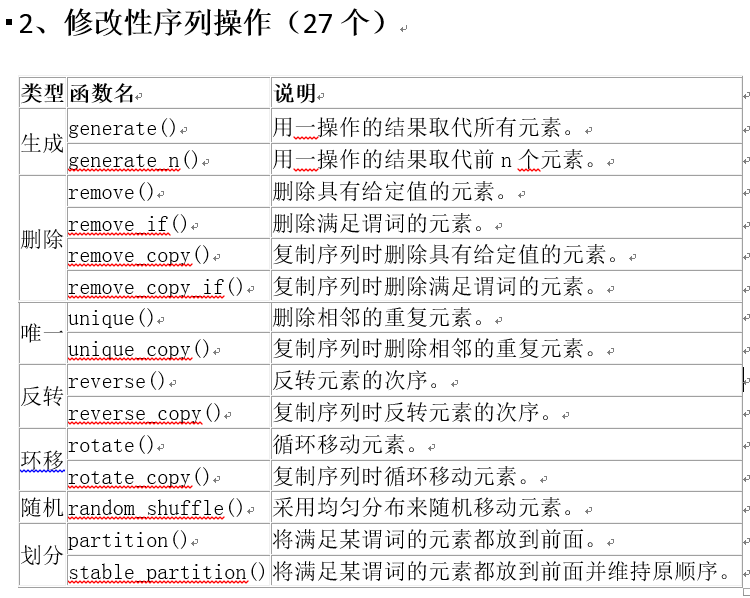 2、修改性序列操作（27 个）
类型 函数名 说明
生成 generate() 用一操作的结果取代所有元素。
generate_n() 用一操作的结果取代前 n 个元素。
删除 remove() 删除具有给定值的元素。
remove_if() 删除满足谓词的元素。
remove_copy() 复制序列时删除具有给定值的元素。
remove_copy_if() 复制序列时删除满足谓词的元素。
唯一 unique() 删除相邻的重复元素。
unique_copy() 复制序列时删除相邻的重复元素。
反转 reverse() 反转元素的次序。
reverse_copy() 复制序列时反转元素的次序。
环移 rotate() 循环移动元素。
rotate_copy() 复制序列时循环移动元素。
随机 random_shuffle() 采用均匀分布来随机移动元素。
划分 partition() 将满足某谓词的元素都放到前面。
stable_partition() 将满足某谓词的元素都放到前面并维持原顺序。